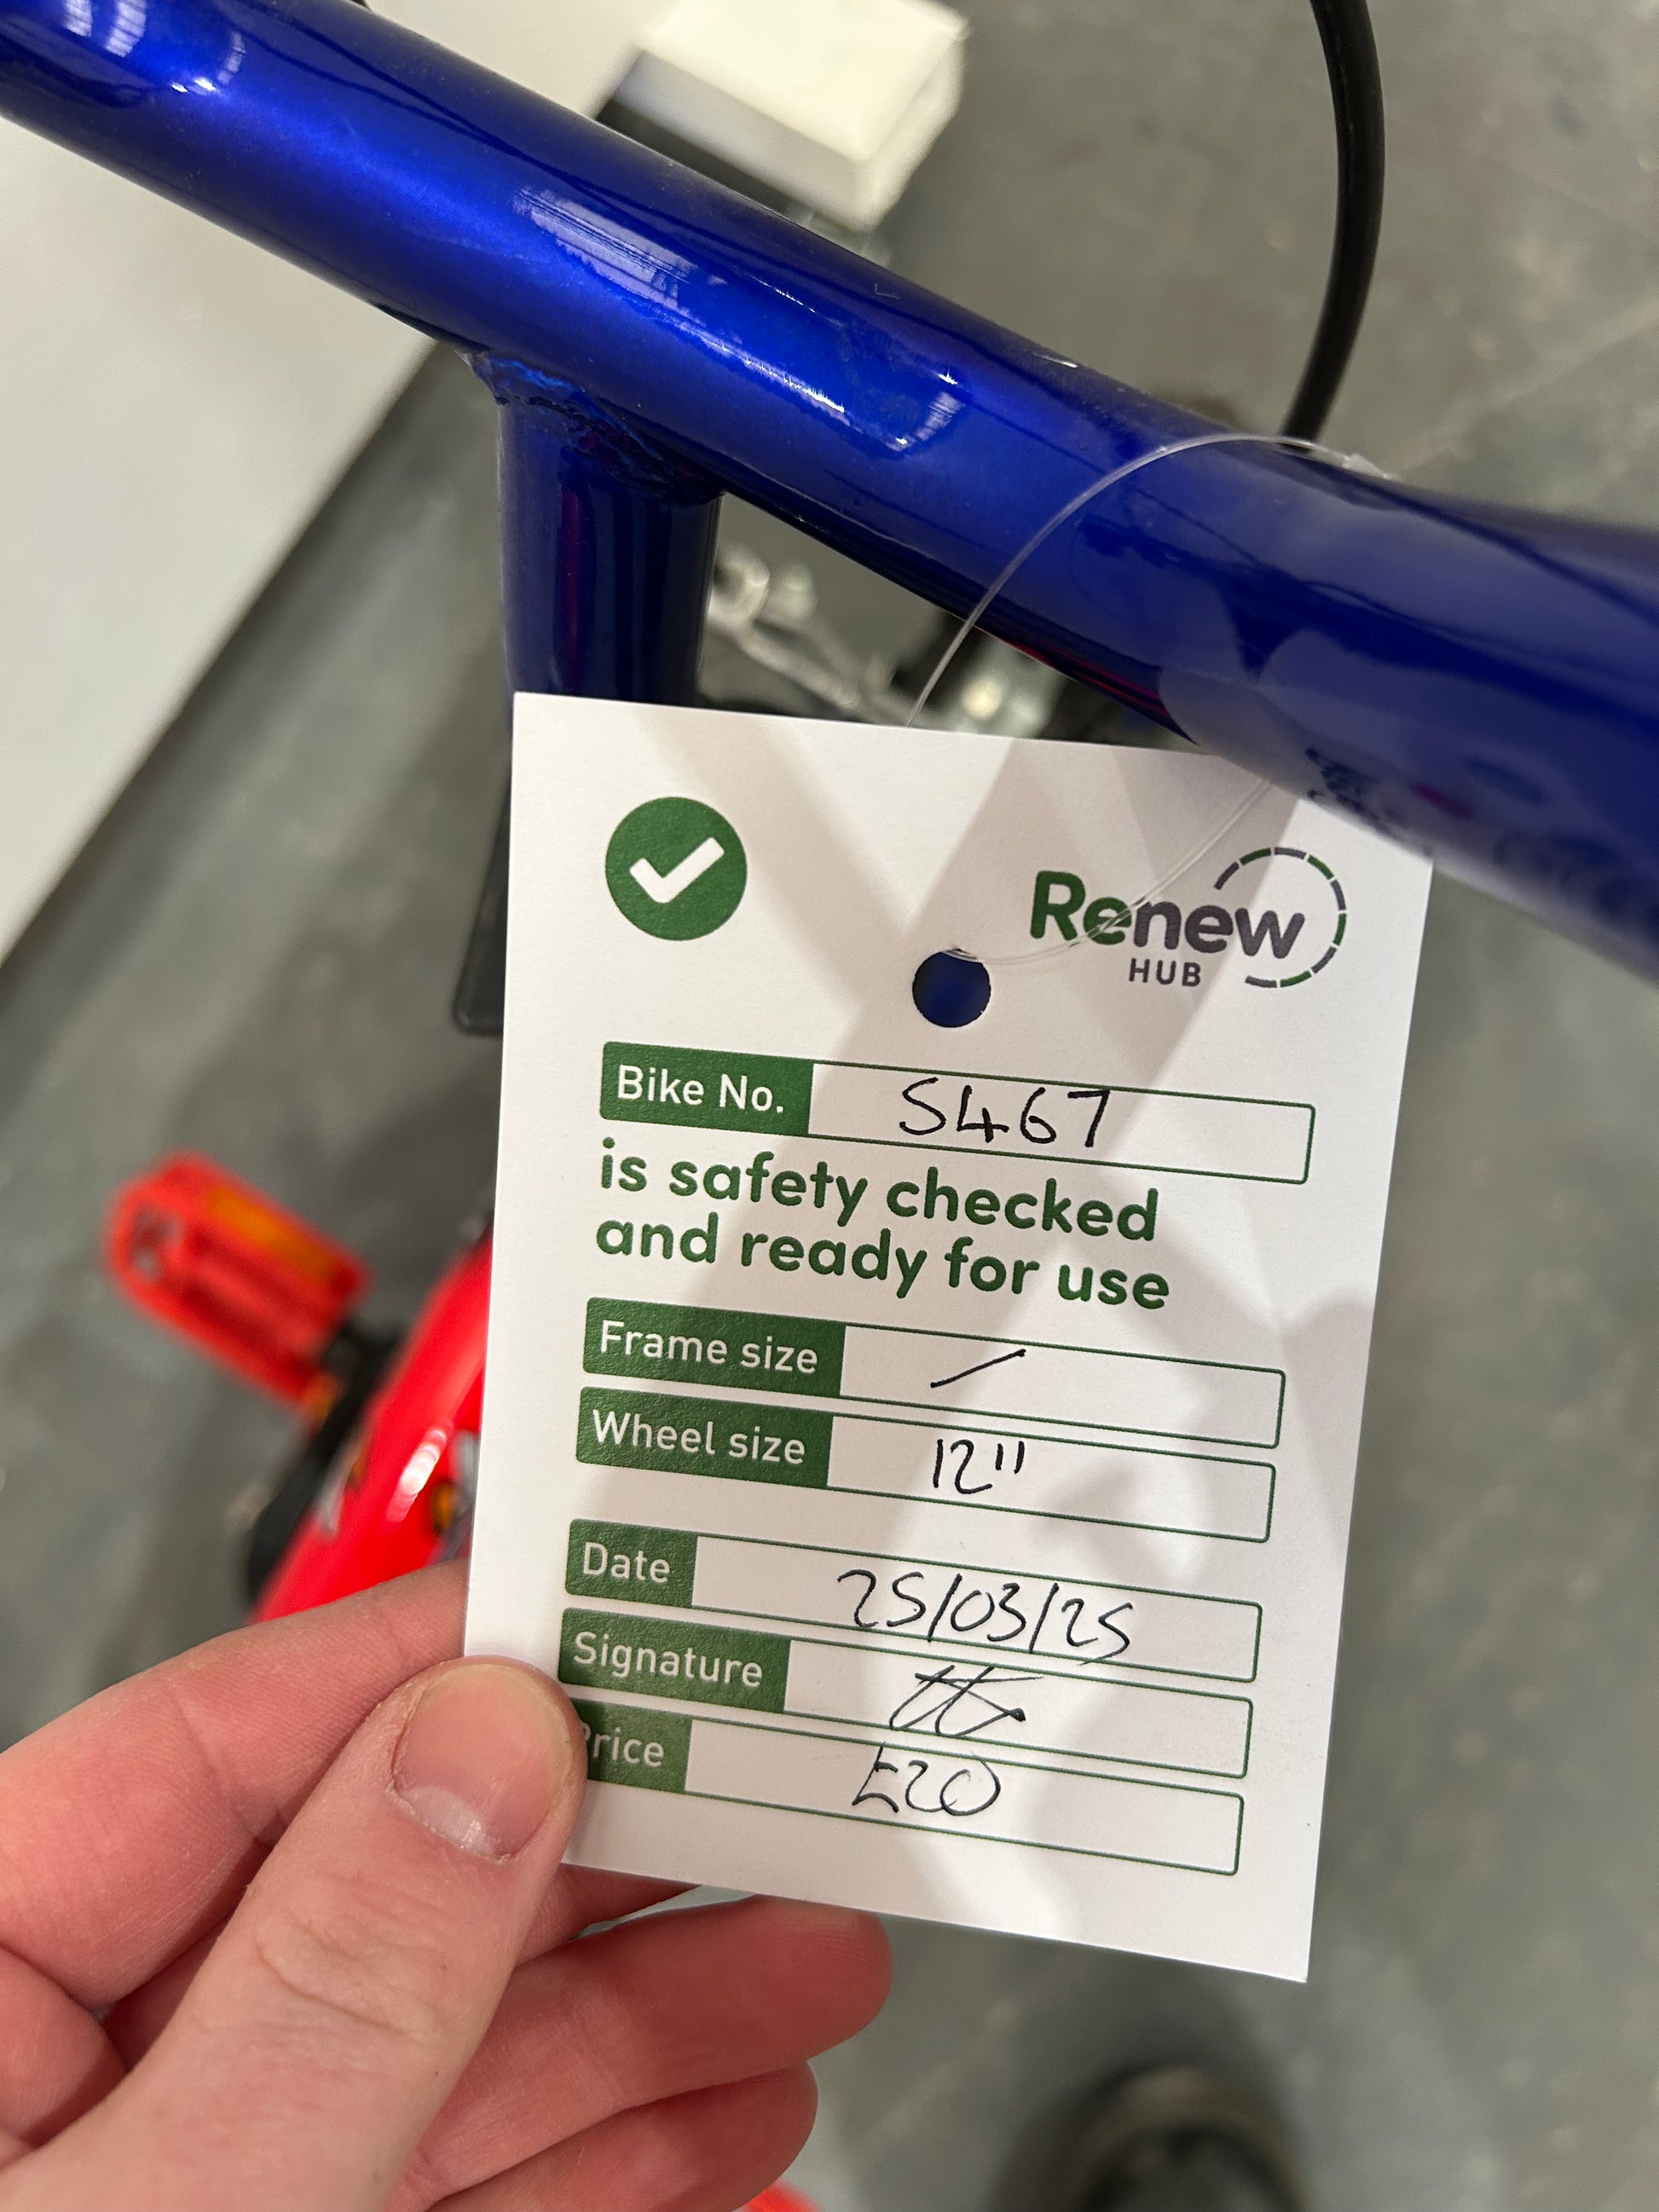 Renew
HUB
Bike No. 5467
is safety checked
and ready for use
Frame size /
Wheel size 12"
Date 25/03/25
Signature
Price £20